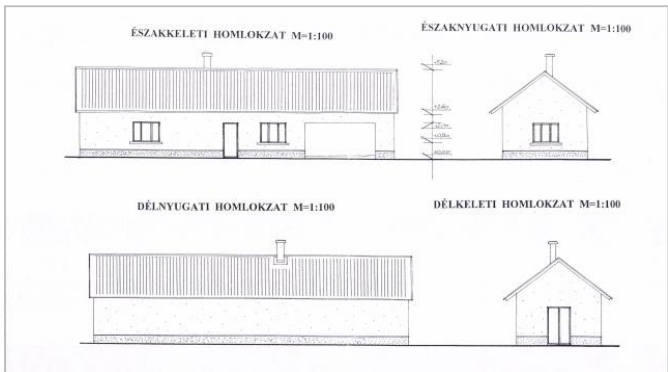 ÉSZAKKELETI HOMLOKZAT M=1:100
ÉSZAKNYUGATI HOMLOKZAT M=1:100
DÉLNYUGATI HOMLOKZAT M=1:100
DÉLKELETI HOMLOKZAT M=1:100